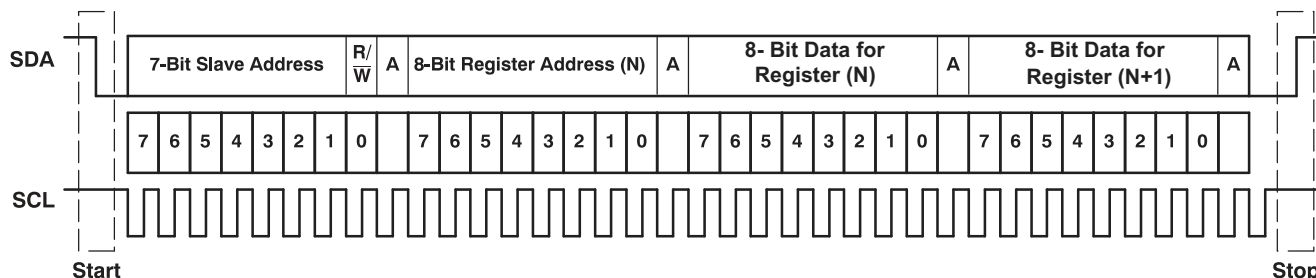 SDA
7-Bit Slave Address
R/
W
A
8-Bit Register Address (N)
A
8- Bit Data for
Register (N)
A
8- Bit Data for
Register (N+1)
A
7 6 5 4 3 2 1 0 7 6 5 4 3 2 1 0 7 6 5 4 3 2 1 0 7 6 5 4 3 2 1 0
SCL
Start
Stop